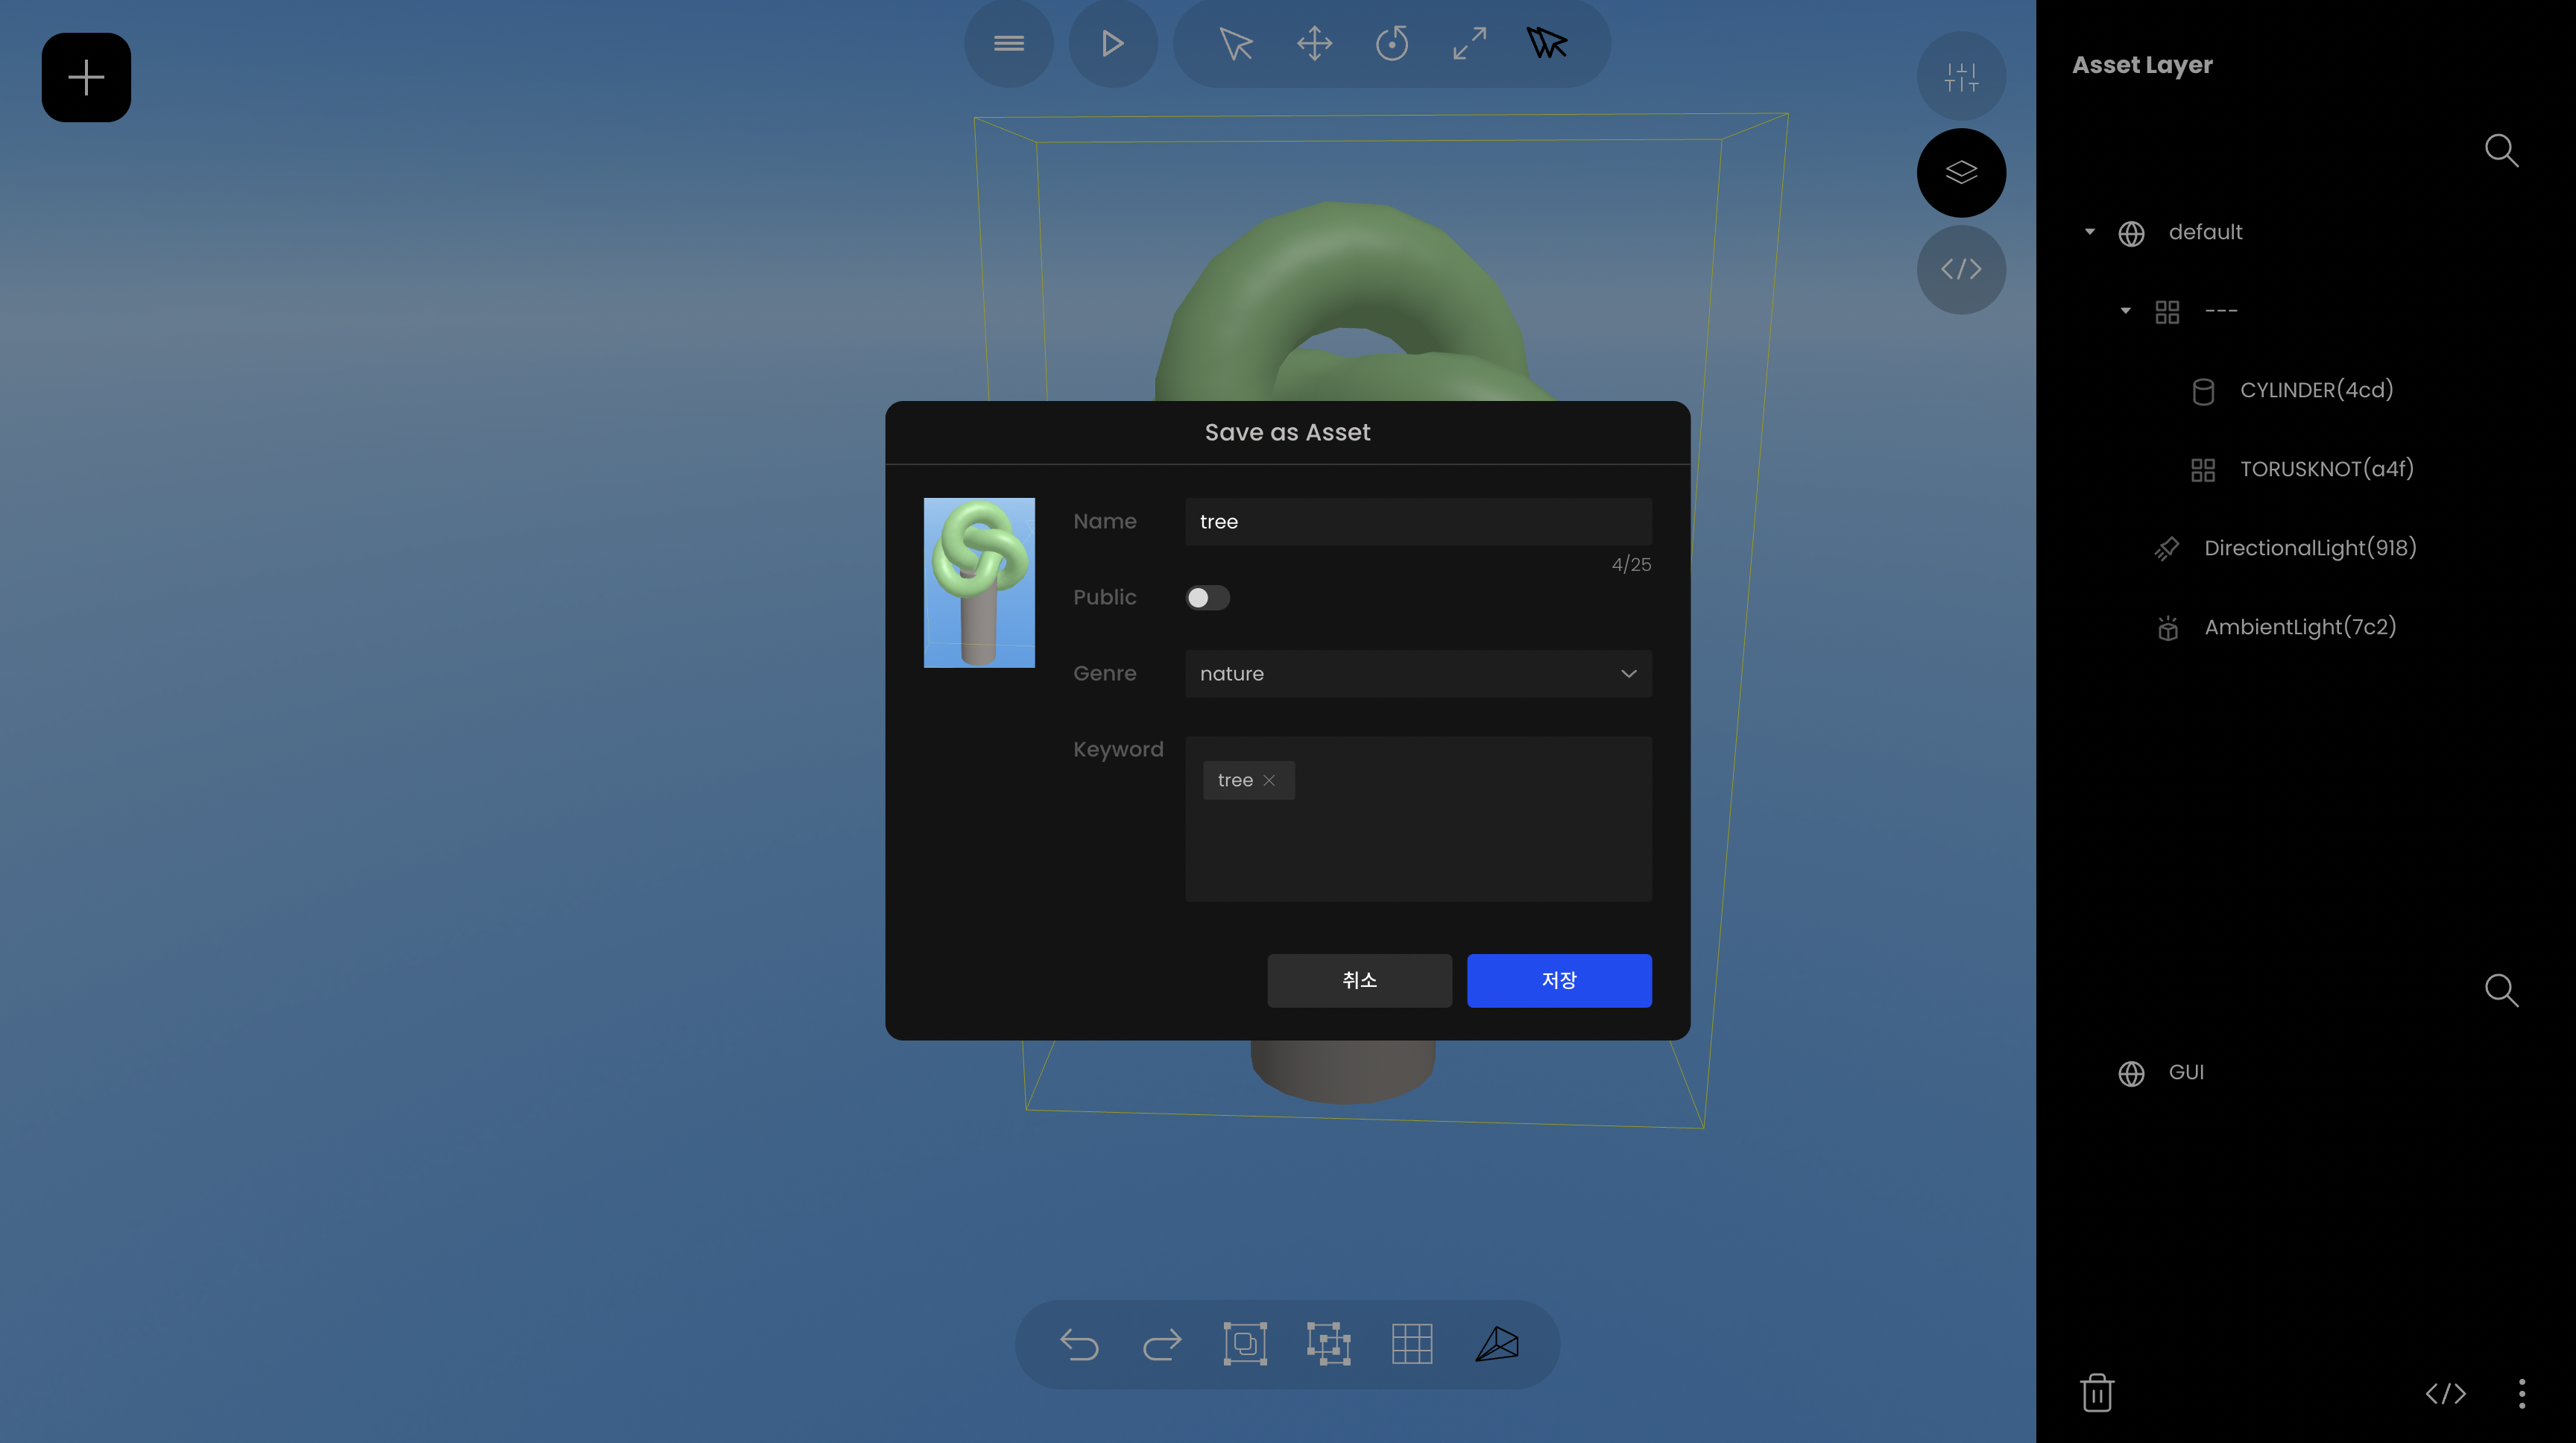 Asset Layer
default
---
CYLINDER(4cd)
TORUSKNOT(a4f)
DirectionalLight(918)
AmbientLight(7c2)
GUI
Save as Asset
Name
tree
4/25
Public
Genre
nature
Keyword
tree
취소
저장